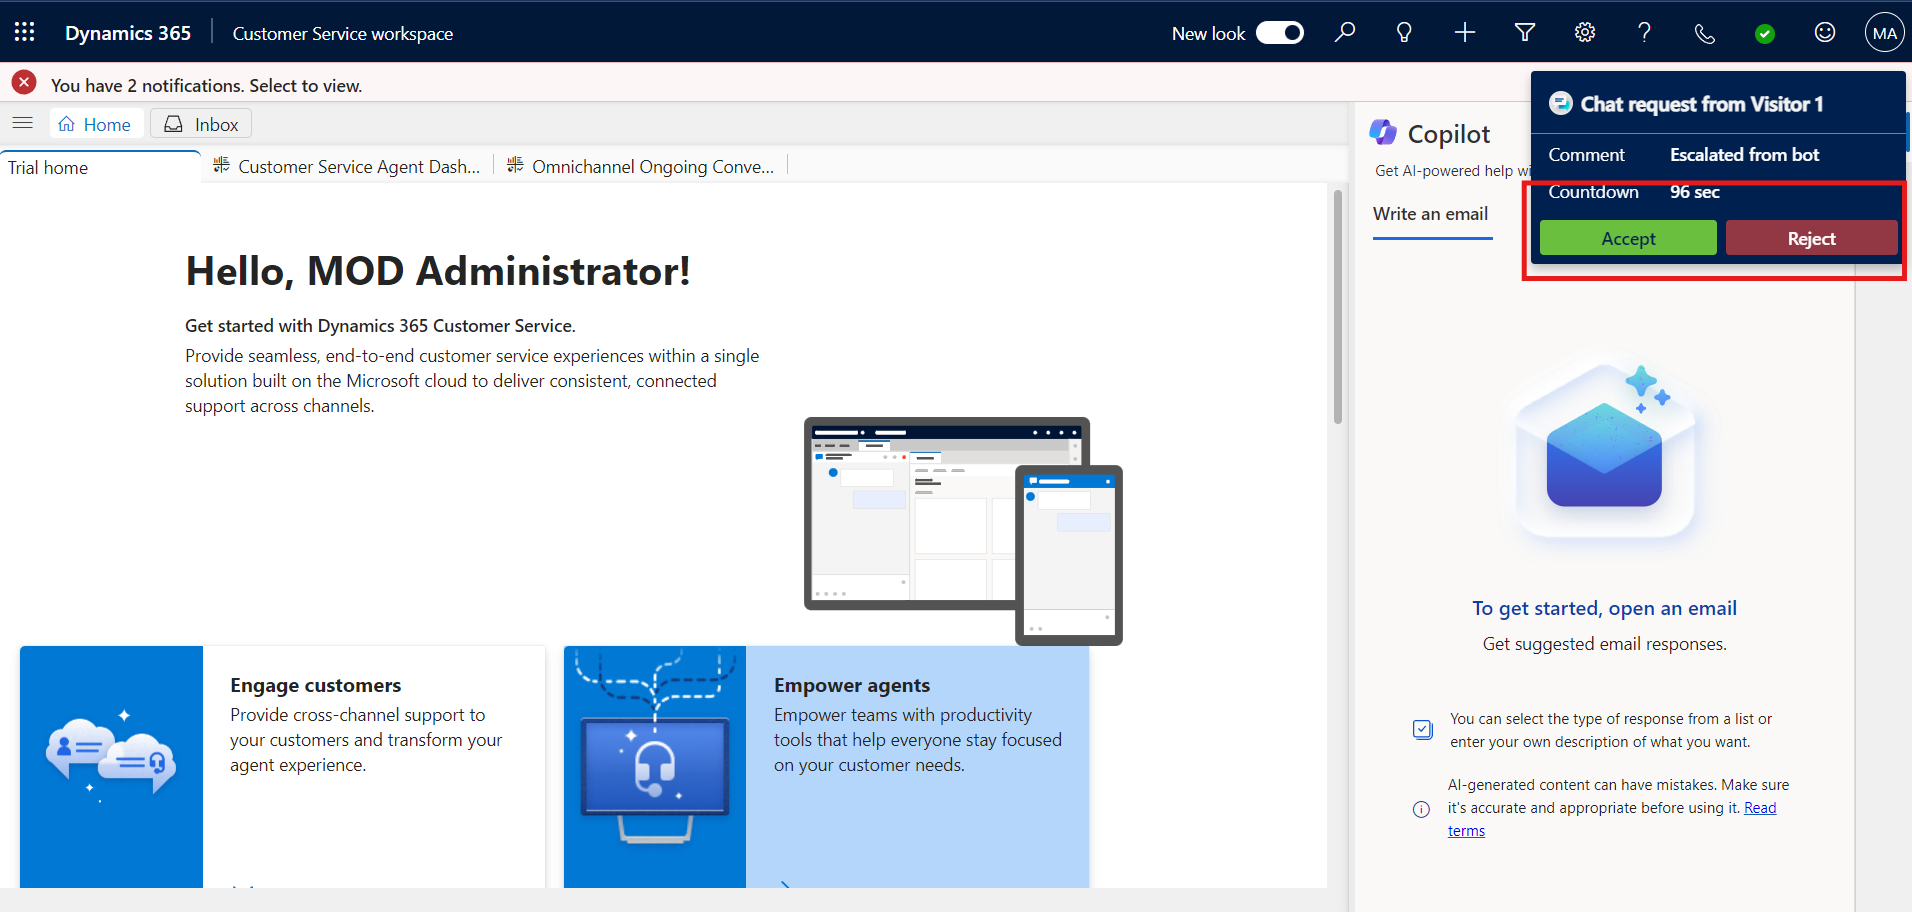 Dynamics 365
Customer Service workspace
New look
MA
You have 2 notifications. Select to view.
Home
Inbox
Trial home
Customer Service Agent Dash...
Omnichannel Ongoing Conve...
Hello, MOD Administrator!
Get started with Dynamics 365 Customer Service.
Provide seamless, end-to-end customer service experiences within a single
solution built on the Microsoft cloud to deliver consistent, connected
support across channels.
Engage customers
Provide cross-channel support to
your customers and transform your
agent experience.
Empower agents
Empower teams with productivity
tools that help everyone stay focused
on your customer needs.
Copilot
Get AI-powered help wi
Write an email
Chat request from Visitor 1
Comment Escalated from bot
Countdown 96 sec
Accept
Reject
To get started, open an email
Get suggested email responses.
You can select the type of response from a list or
enter your own description of what you want.
AI-generated content can have mistakes. Make sure
it's accurate and appropriate before using it. Read
terms